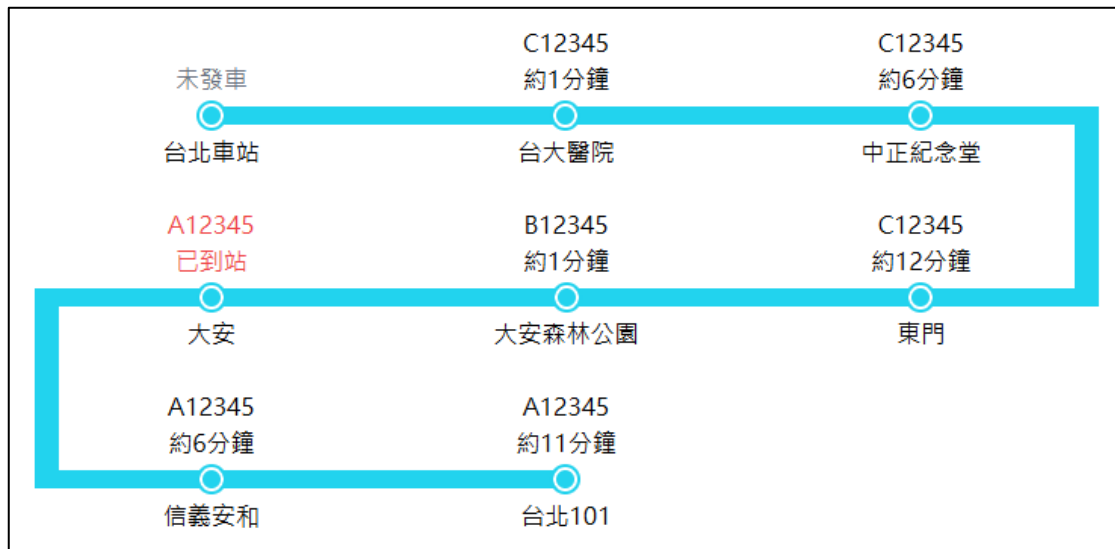 未發車
台北車站
C12345
約1分鐘
台大醫院
C12345
約6分鐘
中正紀念堂
A12345
已到站
大安
B12345
約1分鐘
大安森林公園
C12345
約12分鐘
東門
A12345
約6分鐘
信義安和
A12345
約11分鐘
台北101